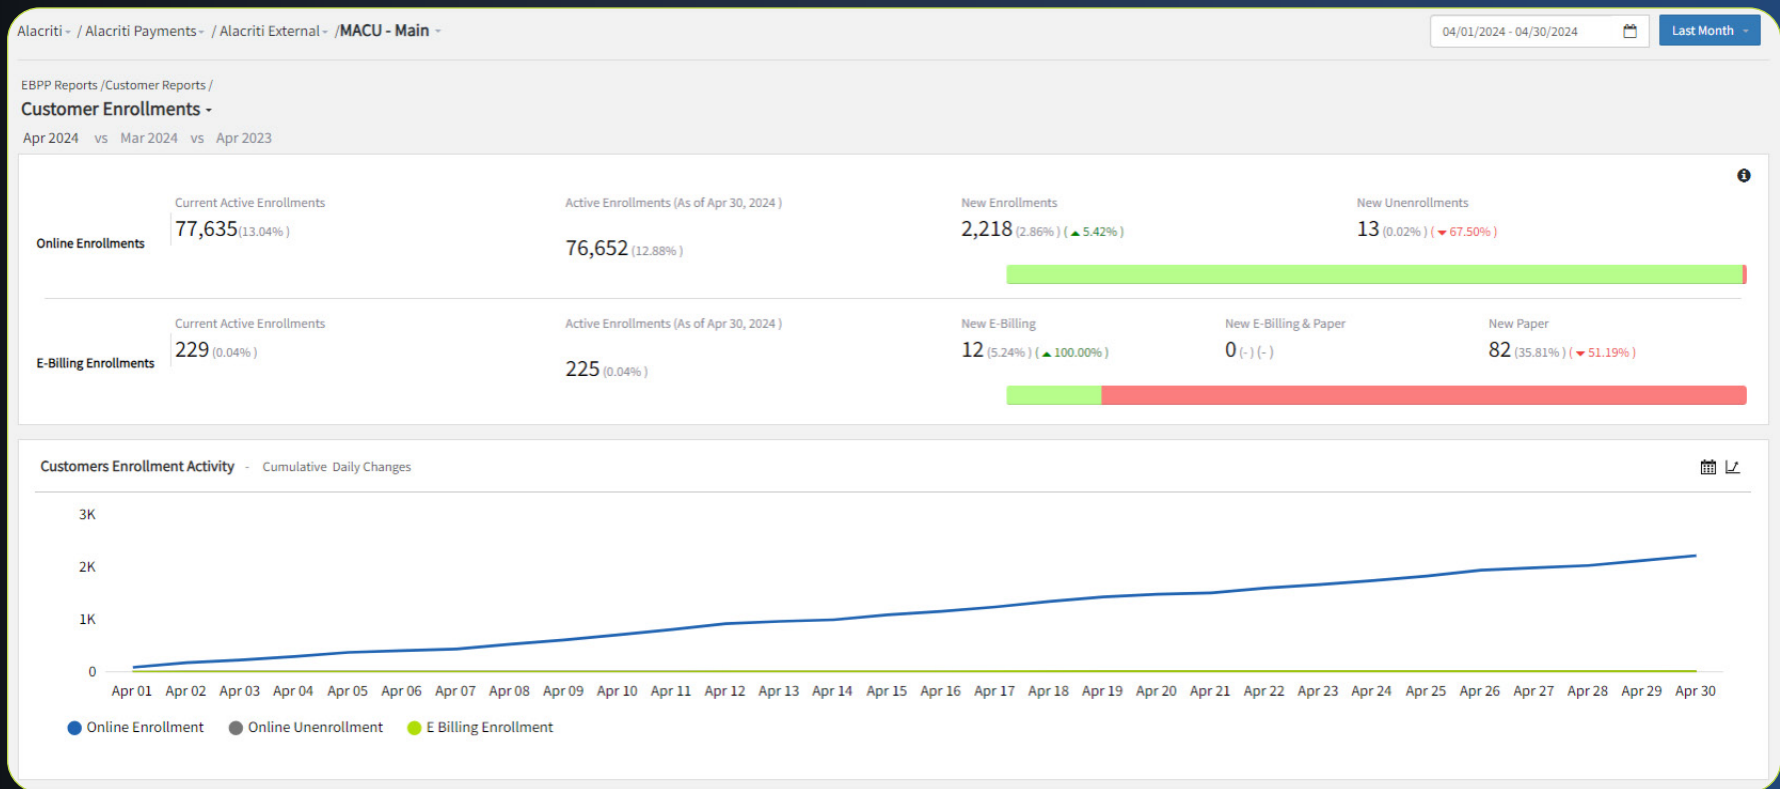 Alacriti / Alacriti Payments / Alacriti External / MACU - Main
04/01/2024 - 04/30/2024
Last Month
EBPP Reports /Customer Reports /
Customer Enrollments
Apr 2024 vs Mar 2024 vs Apr 2023
Online Enrollments
Current Active Enrollments
77,635 (13.04% )
Active Enrollments (As of Apr 30, 2024 )
76,652 (12.88% )
New Enrollments
2,218 (2.86% ) ( ▲ 5.42% )
New Unenrollments
13 (0.02% ) ( ▼ 67.50% )
E-Billing Enrollments
Current Active Enrollments
229 (0.04% )
Active Enrollments (As of Apr 30, 2024 )
225 (0.04% )
New E-Billing
12 (5.24% ) ( ▲ 100.00% )
New E-Billing & Paper
0 (- ) (- )
New Paper
82 (35.81% ) ( ▼ 51.19% )
Customers Enrollment Activity - Cumulative Daily Changes
3K
2K
1K
0
Apr 01 Apr 02 Apr 03 Apr 04 Apr 05 Apr 06 Apr 07 Apr 08 Apr 09 Apr 10 Apr 11 Apr 12 Apr 13 Apr 14 Apr 15 Apr 16 Apr 17 Apr 18 Apr 19 Apr 20 Apr 21 Apr 22 Apr 23 Apr 24 Apr 25 Apr 26 Apr 27 Apr 28 Apr 29 Apr 30
Online Enrollment Online Unenrollment E Billing Enrollment